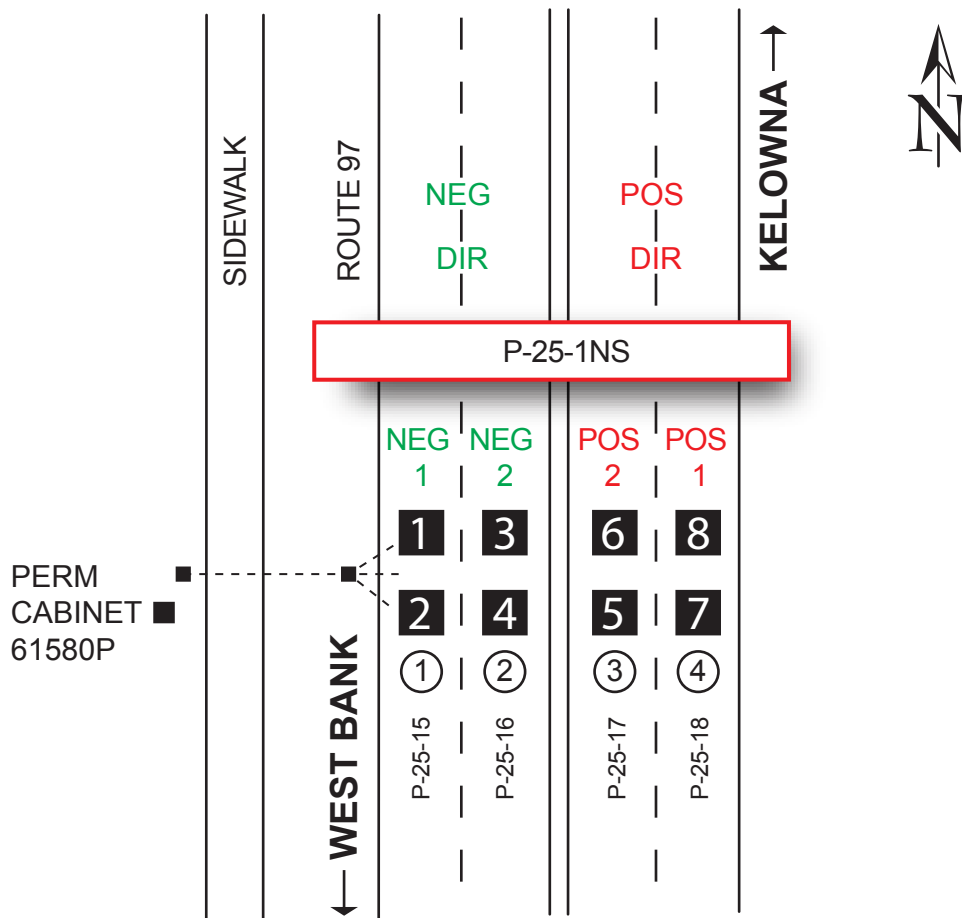 SIDEWALK
ROUTE 97
NEG
DIR
POS
DIR
KELOWNA
N
P-25-1NS
NEG
1
NEG
2
POS
2
POS
1
1
3
6
8
PERM
CABINET
61580P
2
4
5
7
1
2
3
4
WEST BANK
P-25-15
P-25-16
P-25-17
P-25-18